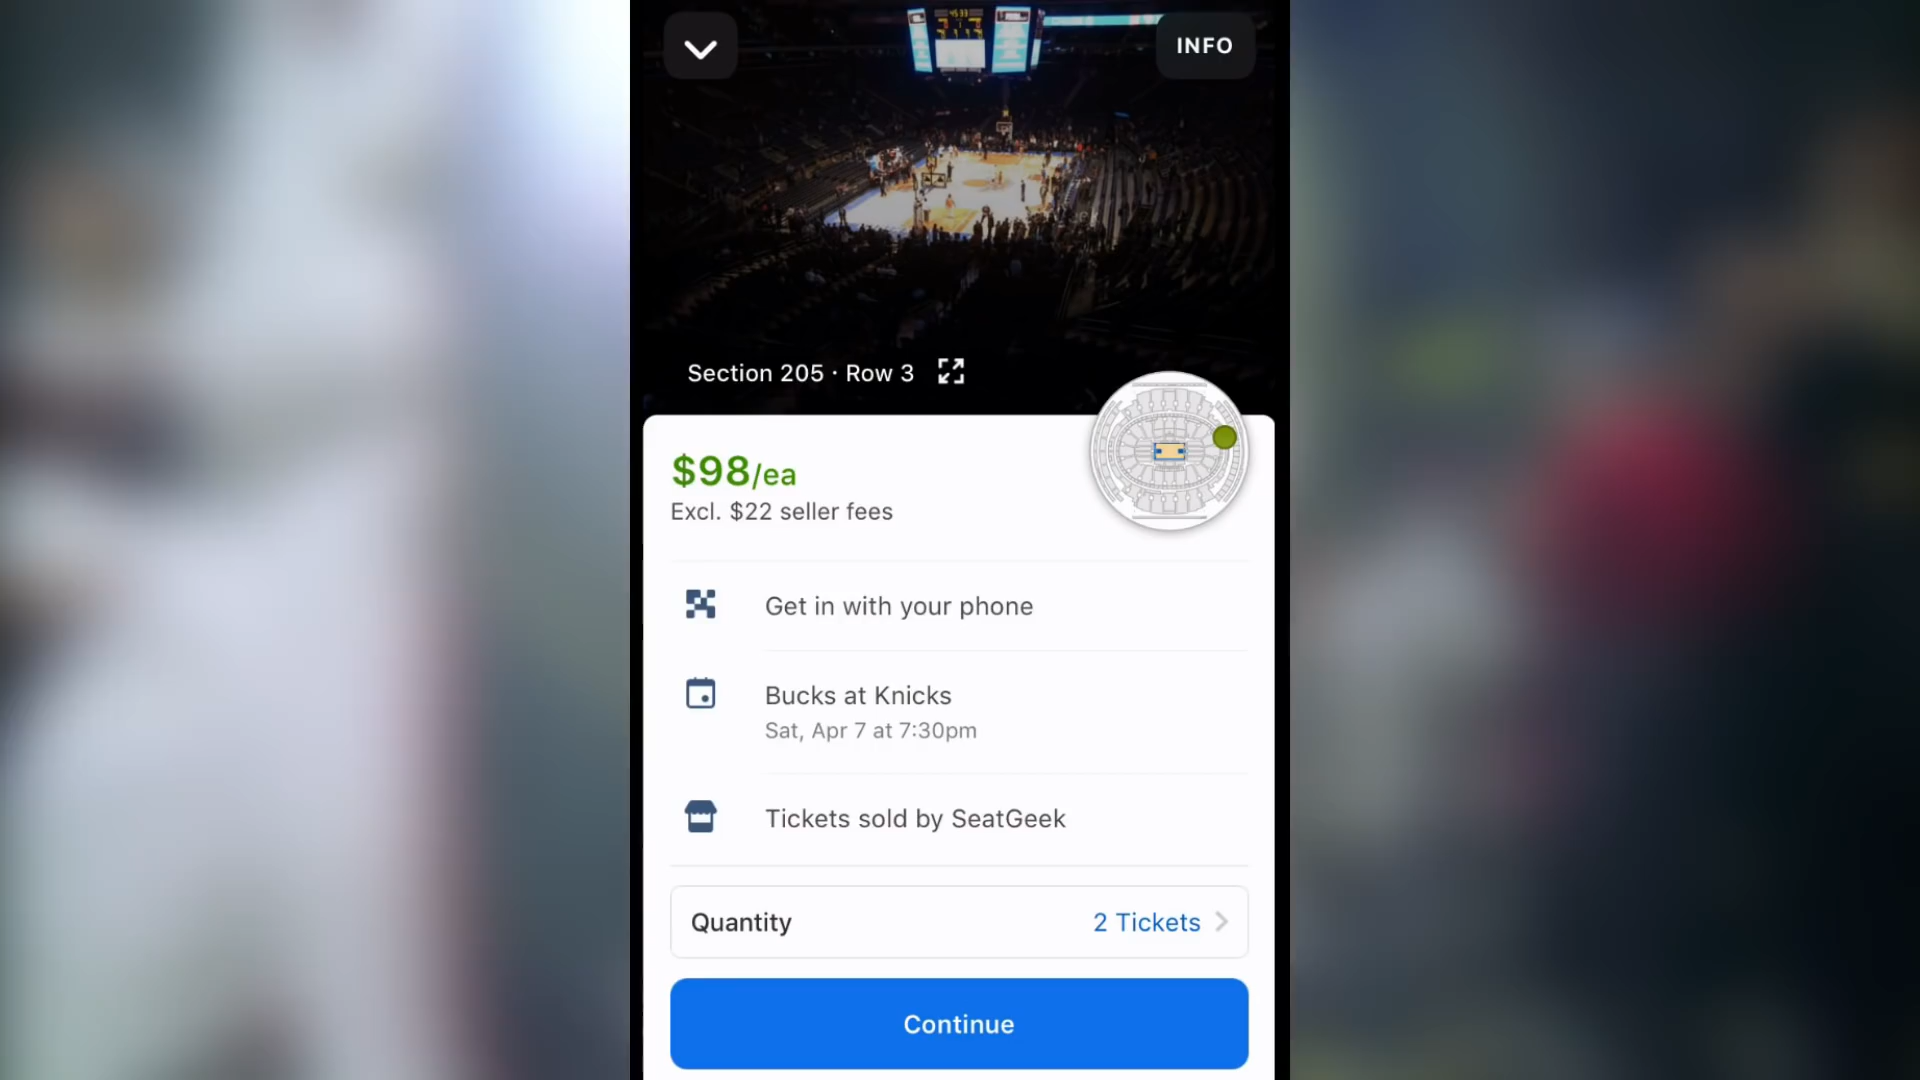 INFO
Section 205 · Row 3
$98/ea
Excl. $22 seller fees
Get in with your phone
Bucks at Knicks
Sat, Apr 7 at 7:30pm
Tickets sold by SeatGeek
Quantity
2 Tickets
Continue